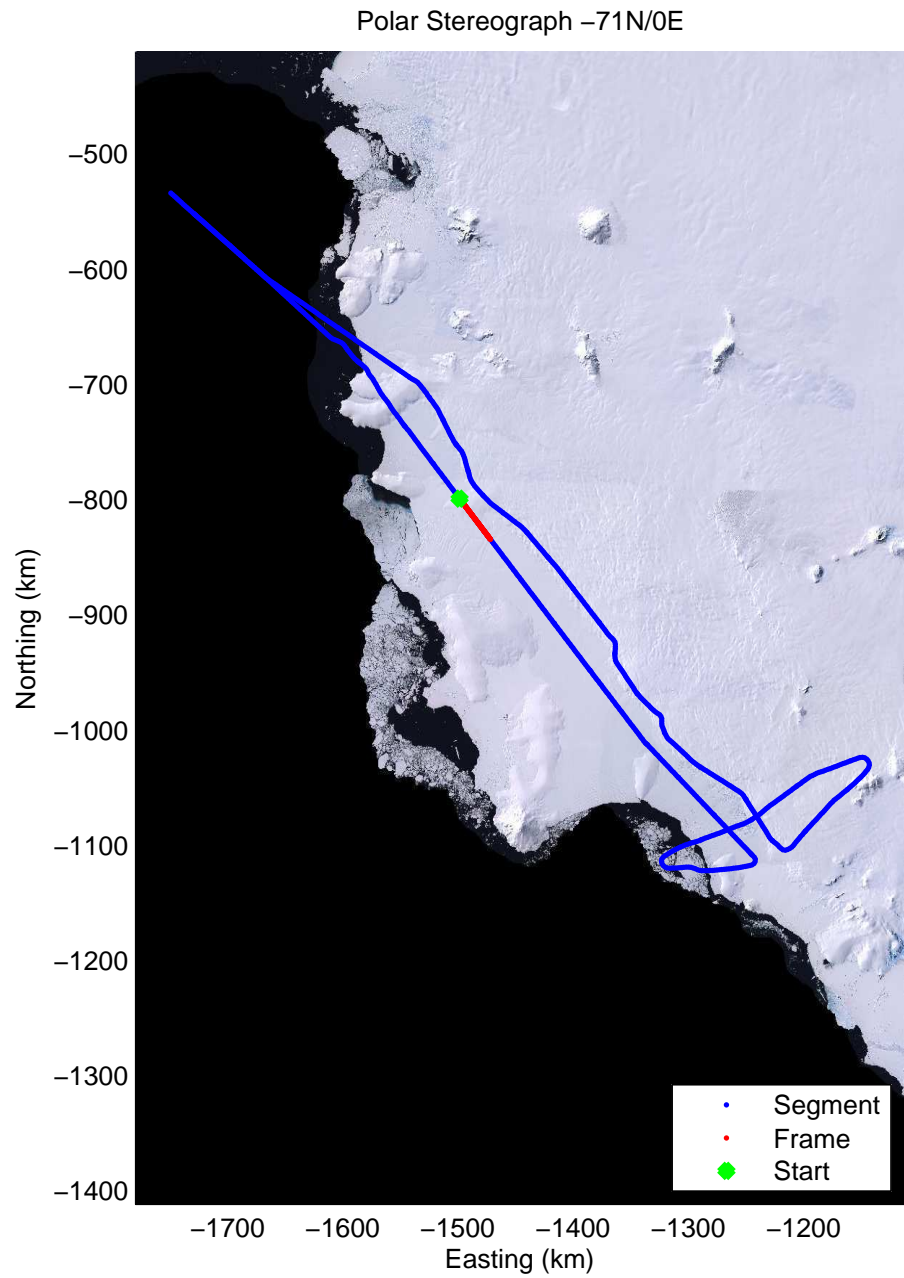 Polar Stereograph −71N/0E
−500
−600
−700
−800
−900
−1000
−1100
−1200
−1300
−1400
Northing (km)
Segment
Frame
Start
−1700 −1600 −1500 −1400 −1300 −1200
Easting (km)